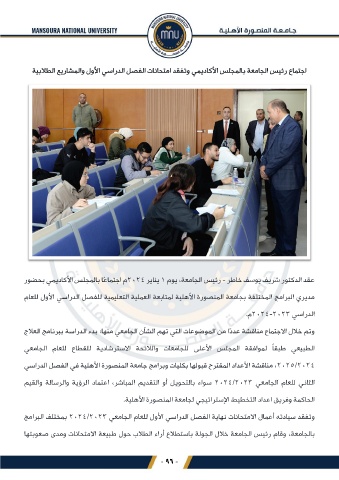 MANSOURA NATIONAL UNIVERSITY
جامعة المنصورة الأهلية
اجتماع رئيس الجامعة بالمجلس الأكاديمي وتفقد امتحانات الفصل الدراسي الأول والمشاريع الطلابية
عقد الدكتور شريف يوسف خاطر - رئيس الجامعة، يوم ١ يناير ٢٠٢٤م اجتماعًا بالمجلس الأكاديمي بحضور
مديري البرامج المختلفة بجامعة المنصورة الأهلية لمتابعة العملية التعليمية للفصل الدراسي الأول للعام
الدراسي ٢٠٢٣-٢٠٢٤م.
وتم خلال الاجتماع مناقشة عددًا من الموضوعات التي تهم الشأن الجامعي منها: بدء الدراسة ببرنامج العلاج
الطبيعي طبقاً لموافقة المجلس الأعلى للجامعات واللائحة الاسترشادية للقطاع للعام الجامعي
٢٠٢٥/٢٠٢٤، مناقشة الأعداد المقترح قبولها بكليات وبرامج جامعة المنصورة الأهلية في الفصل الدراسي
الثاني للعام الجامعي ٢٠٢٤/٢٠٢٣ سواء بالتحويل أو التقديم المباشر، اعتماد الرؤية والرسالة والقيم
الحاكمة وفريق اعداد التخطيط الإستراتيجي لجامعة المنصورة الأهلية.
وتفقد سيادته أعمال الامتحانات نهاية الفصل الدراسي الأول للعام الجامعي ٢٠٢٤/٢٠٢٣ بمختلف البرامج
بالجامعة، وقام رئيس الجامعة خلال الجولة باستطلاع أراء الطلاب حول طبيعة الامتحانات ومدى صعوبتها
- ٩٦ -